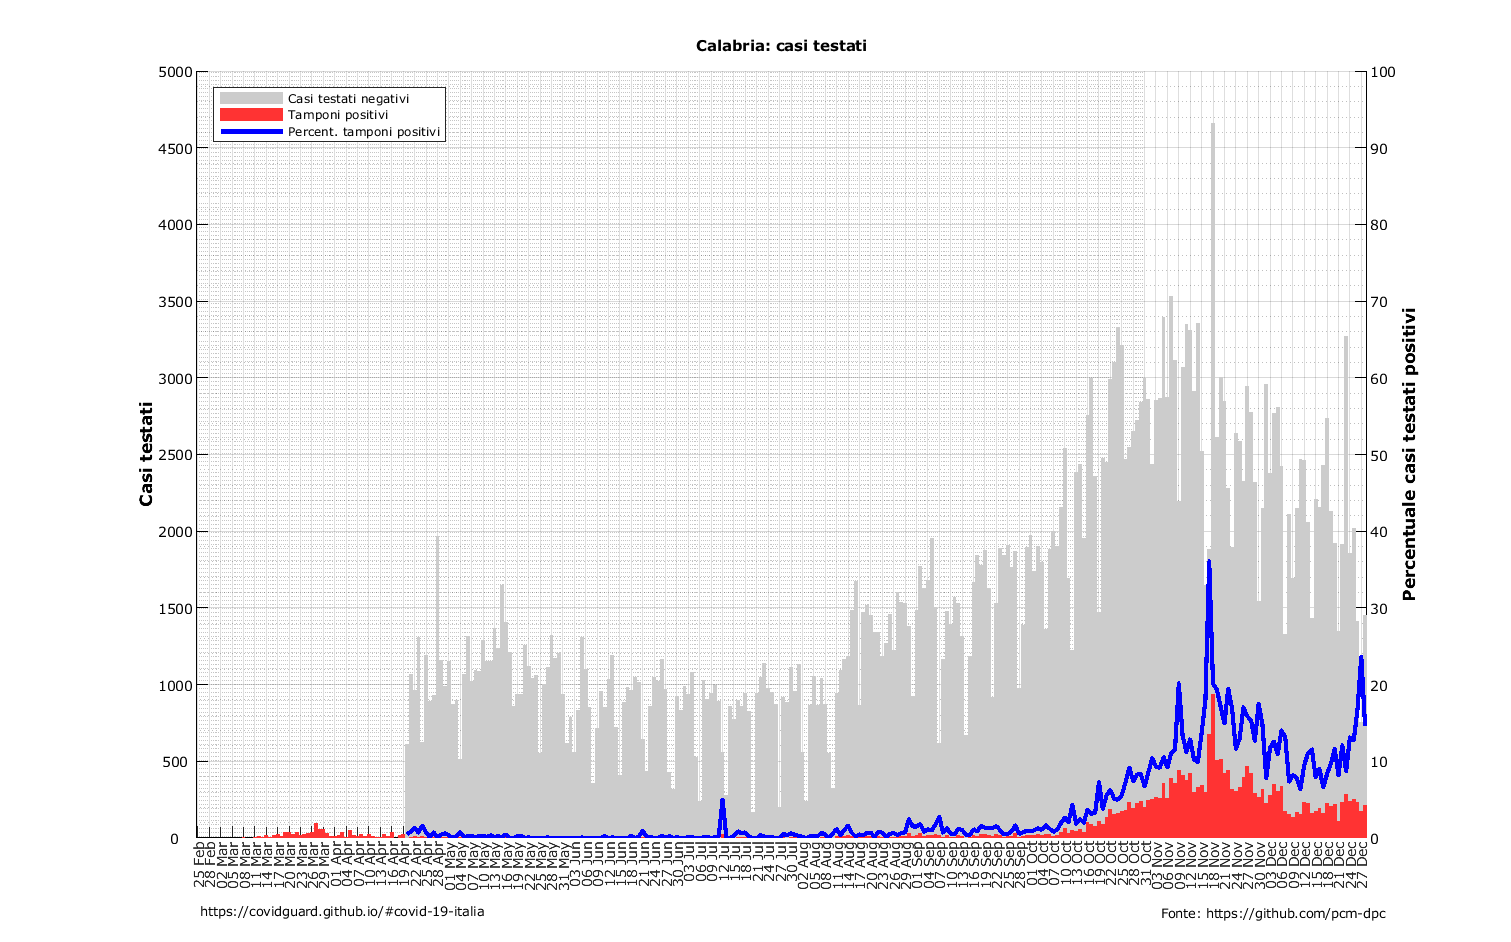 Calabria: casi testati
Casi testati negativi
Tamponi positivi
Percent. tamponi positivi
5000
4500
4000
3500
3000
2500
2000
1500
1000
500
0
Casi testati
100
90
80
70
60
50
40
30
20
10
0
Percentuale casi testati positivi
25 Feb
28 Feb
02 Mar
05 Mar
08 Mar
11 Mar
14 Mar
17 Mar
20 Mar
23 Mar
26 Mar
29 Mar
01 Apr
04 Apr
07 Apr
10 Apr
13 Apr
16 Apr
19 Apr
22 Apr
25 Apr
28 Apr
01 May
04 May
07 May
10 May
13 May
16 May
19 May
22 May
25 May
28 May
31 May
03 Jun
06 Jun
09 Jun
12 Jun
15 Jun
18 Jun
21 Jun
24 Jun
27 Jun
30 Jun
03 Jul
06 Jul
09 Jul
12 Jul
15 Jul
18 Jul
21 Jul
24 Jul
27 Jul
30 Jul
02 Aug
05 Aug
08 Aug
11 Aug
14 Aug
17 Aug
20 Aug
23 Aug
26 Aug
29 Aug
01 Sep
04 Sep
07 Sep
10 Sep
13 Sep
16 Sep
19 Sep
22 Sep
25 Sep
28 Sep
01 Oct
04 Oct
07 Oct
10 Oct
13 Oct
16 Oct
19 Oct
22 Oct
25 Oct
28 Oct
31 Oct
03 Nov
06 Nov
09 Nov
12 Nov
15 Nov
18 Nov
21 Nov
24 Nov
27 Nov
30 Nov
03 Dec
06 Dec
09 Dec
12 Dec
15 Dec
18 Dec
21 Dec
24 Dec
27 Dec
https://covidguard.github.io/#covid-19-italia
Fonte: https://github.com/pcm-dpc